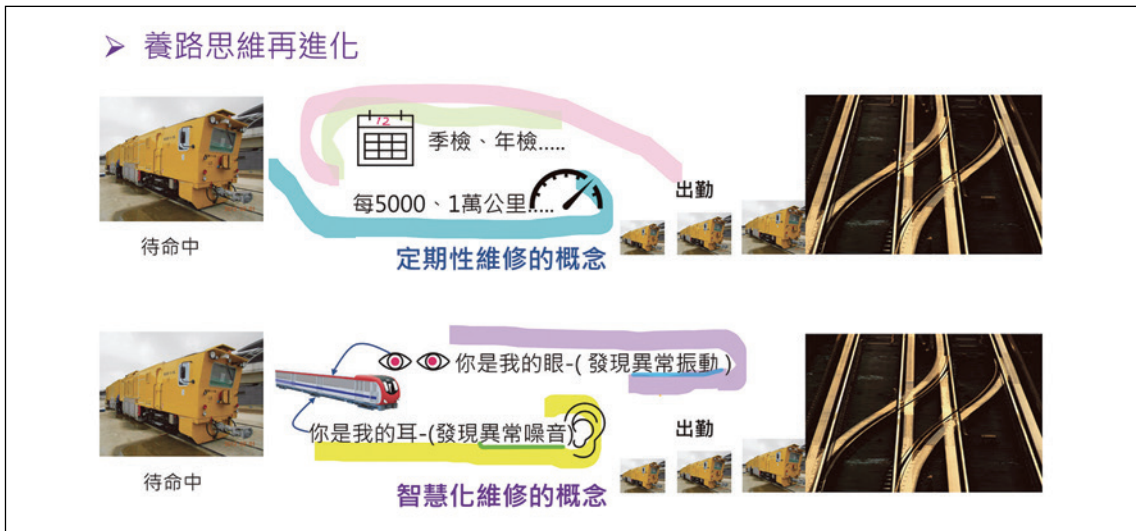 ➢ 養路思維再進化
12
季檢、年檢.....
每5000、1萬公里.....
出勤
待命中
定期性維修的概念
你是我的眼-( 發現異常振動 )
你是我的耳-(發現異常噪音)
出勤
待命中
智慧化維修的概念